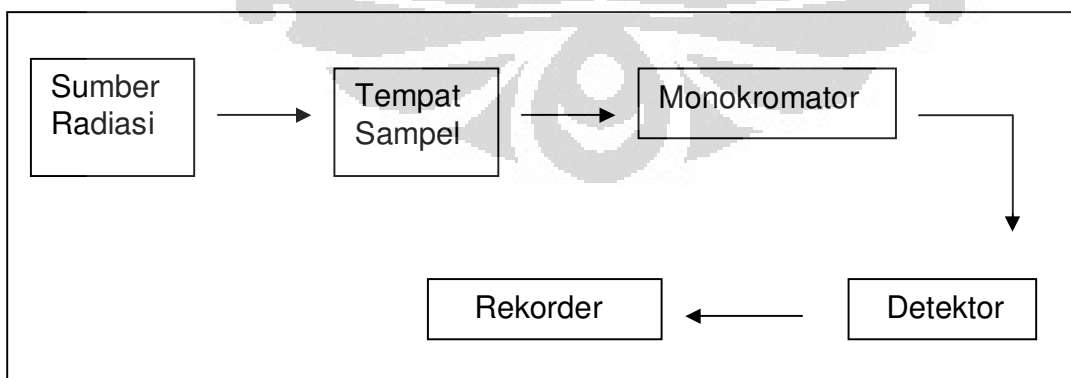 Sumber
Radiasi
Tempat
Sampel
Monokromator
Detektor
Rekorder